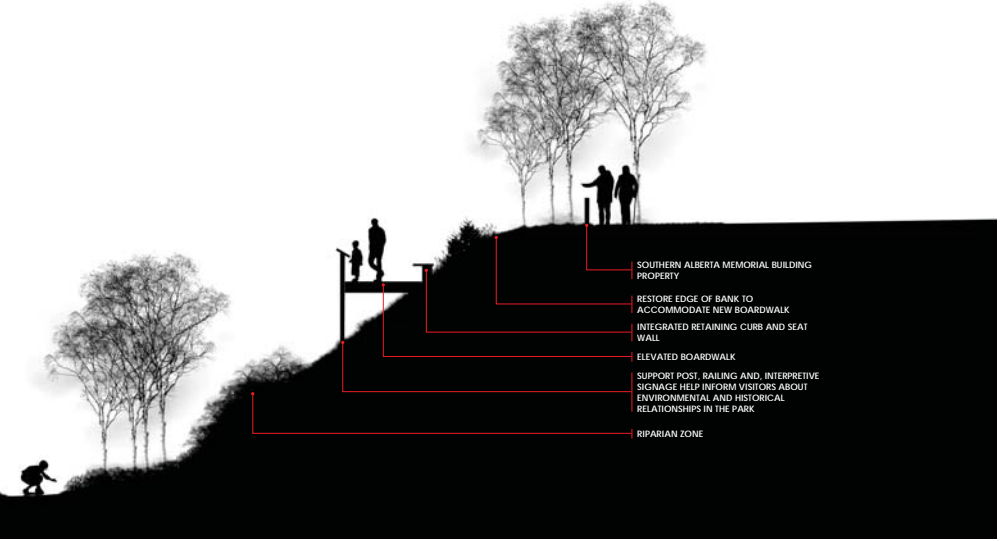 SOUTHERN ALBERTA MEMORIAL BUILDING
PROPERTY
RESTORE EDGE OF BANK TO
ACCOMMODATE NEW BOARDWALK
INTEGRATED RETAINING CURB AND SEAT
WALL
ELEVATED BOARDWALK
SUPPORT POST, RAILING AND, INTERPRETIVE
SIGNAGE HELP INFORM VISITORS ABOUT
ENVIRONMENTAL AND HISTORICAL
RELATIONSHIPS IN THE PARK
RIPARIAN ZONE